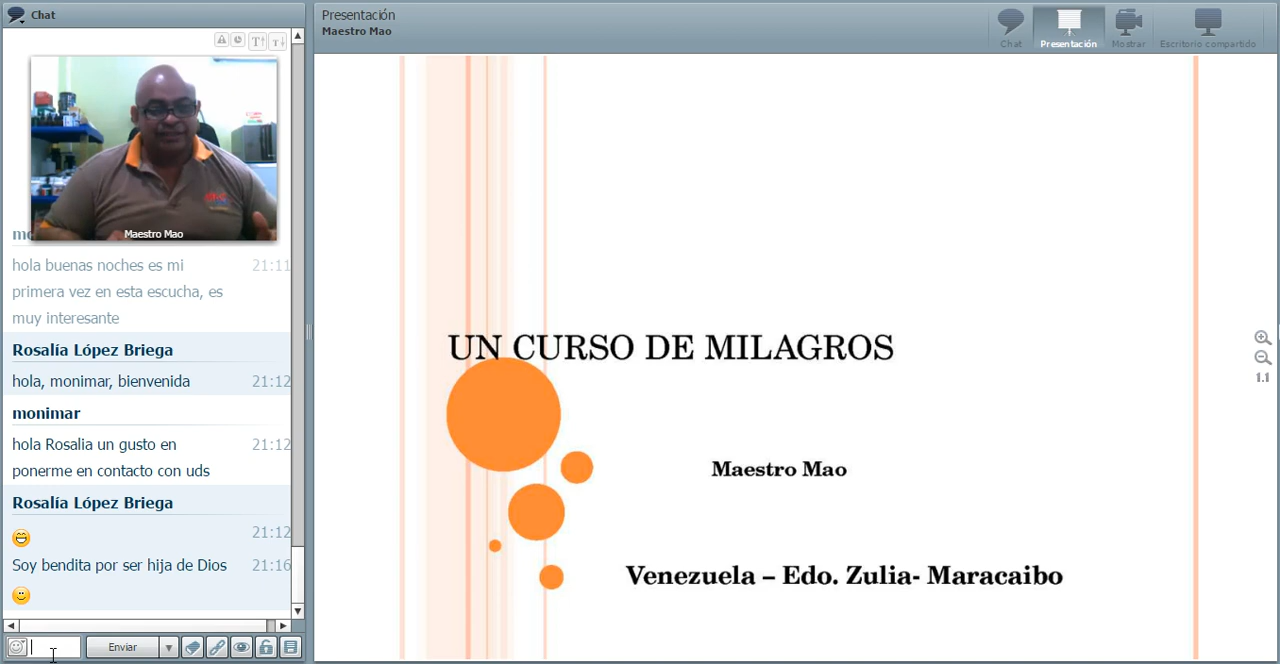 Chat
Presentación
Maestro Mao
Chat
Presentación
Mostrar
Escritorio compartido
Maestro Mao
hola buenas noches es mi
21:11
primera vez en esta escucha, es
muy interesante
Rosalía López Briega
hola, monimar, bienvenida
21:12
monimar
hola Rosalia un gusto en
21:12
ponerme en contacto con uds
Rosalía López Briega
21:12
Soy bendita por ser hija de Dios
21:16
Enviar
UN CURSO DE MILAGROS
Maestro Mao
Venezuela – Edo. Zulia- Maracaibo
1.1